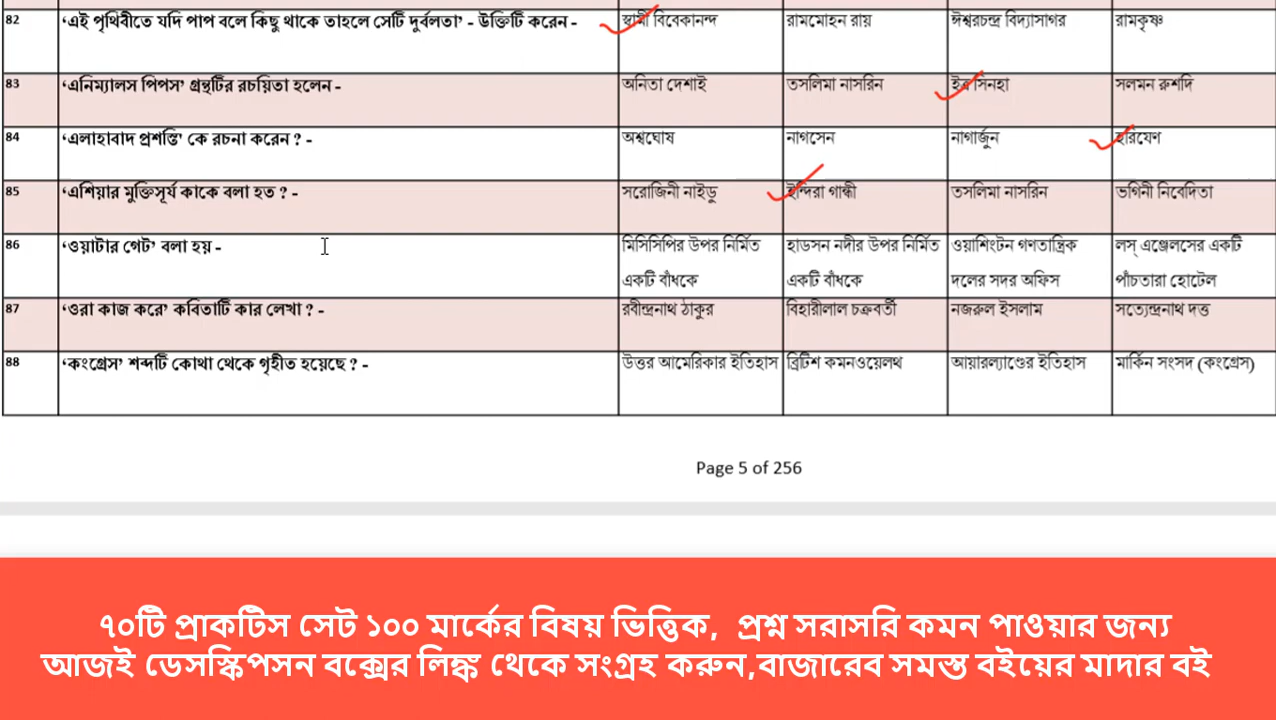 82 ‘এই পৃথিবীতে যদি পাপ বলে কিছু থাকে তাহলে সেটি দুর্বলতা’ - উক্তিটি করেন - স্বামী বিবেকানন্দ রামমোহন রায় ঈশ্বরচন্দ্র বিদ্যাসাগর রামকৃষ্ণ
83 ‘এনিম্যালস পিপস’ গ্রন্থটির রচয়িতা হলেন - অনিতা দেশাই তসলিমা নাসরিন ইন্দ্র সিনহা সলমন রুশদি
84 ‘এলাহাবাদ প্রশস্তি’ কে রচনা করেন ? - অশ্বঘোষ নাগসেন নাগার্জুন হরিষেণ
85 ‘এশিয়ার মুক্তিসূর্য কাকে বলা হত ? - সরোজিনী নাইডু ইন্দিরা গান্ধী তসলিমা নাসরিন ভগিনী নিবেদিতা
86 ‘ওয়াটার গেট’ বলা হয় - মিসিসিপির উপর নির্মিত হাডসন নদীর উপর নির্মিত ওয়াশিংটন গণতান্ত্রিক লস্ এঞ্জেলসের একটি
একটি বাঁধকে একটি বাঁধকে দলের সদর অফিস পাঁচতারা হোটেল
87 ‘ওরা কাজ করে’ কবিতাটি কার লেখা ? - রবীন্দ্রনাথ ঠাকুর বিহারীলাল চক্রবর্তী নজরুল ইসলাম সত্যেন্দ্রনাথ দত্ত
88 ‘কংগ্রেস’ শব্দটি কোথা থেকে গৃহীত হয়েছে ? - উত্তর আমেরিকার ইতিহাস ব্রিটিশ কমনওয়েলথ আয়ারল্যাণ্ডের ইতিহাস মার্কিন সংসদ (কংগ্রেস)
Page 5 of 256
৭০টি প্রাকটিস সেট ১০০ মার্কের বিষয় ভিত্তিক, প্রশ্ন সরাসরি কমন পাওয়ার জন্য
আজই ডেসস্কিপসন বক্সের লিঙ্ক থেকে সংগ্রহ করুন,বাজারেব সমস্ত বইয়ের মাদার বই